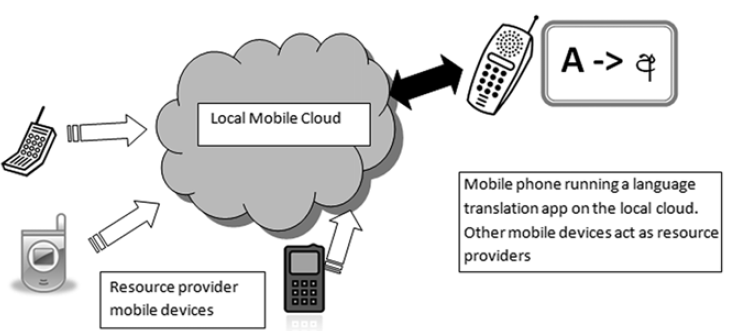 Local Mobile Cloud
A -> අ
Mobile phone running a language
translation app on the local cloud.
Other mobile devices act as resource
providers
Resource provider
mobile devices